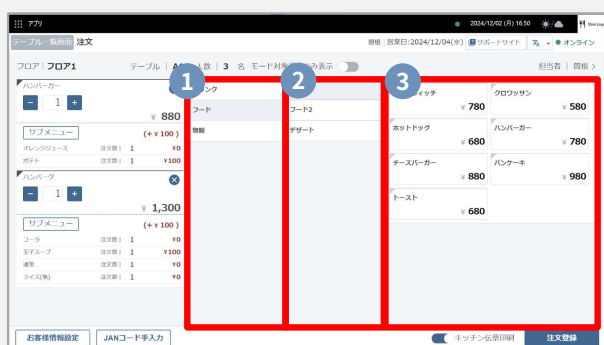 アプリ
2024/12/02 (月) 16:50
テーブル一覧画面 注文
曽根 | 営業日:2024/12/04(水)
サポートサイト
オンライン
フロア | フロア1
テーブル
人数 | 3 名 モード対象
み表示
担当者 | 曽根 >
1
2
3
ハンバーガー
- 1 +
¥ 880
サブメニュー
(+ ¥ 100 )
オレンジジュース 注文数 | 1 ¥0
ポテト 注文数 | 1 ¥100
ハンバーグ
- 1 +
¥ 1,300
サブメニュー
(+ ¥ 100 )
コーラ 注文数 | 1 ¥0
玉子スープ 注文数 | 1 ¥100
注文数 | 1 ¥0
ライス(無) 注文数 | 1 ¥0
ンク
フード
物販
フード2
デザート
ィッチ
¥ 780
クロワッサン
¥ 580
ホットドッグ
¥ 680
ハンバーガー
¥ 780
チーズバーガー
¥ 880
パンケーキ
¥ 980
トースト
¥ 680
お客様情報設定
JANコード手入力
キッチン伝票印刷
注文登録